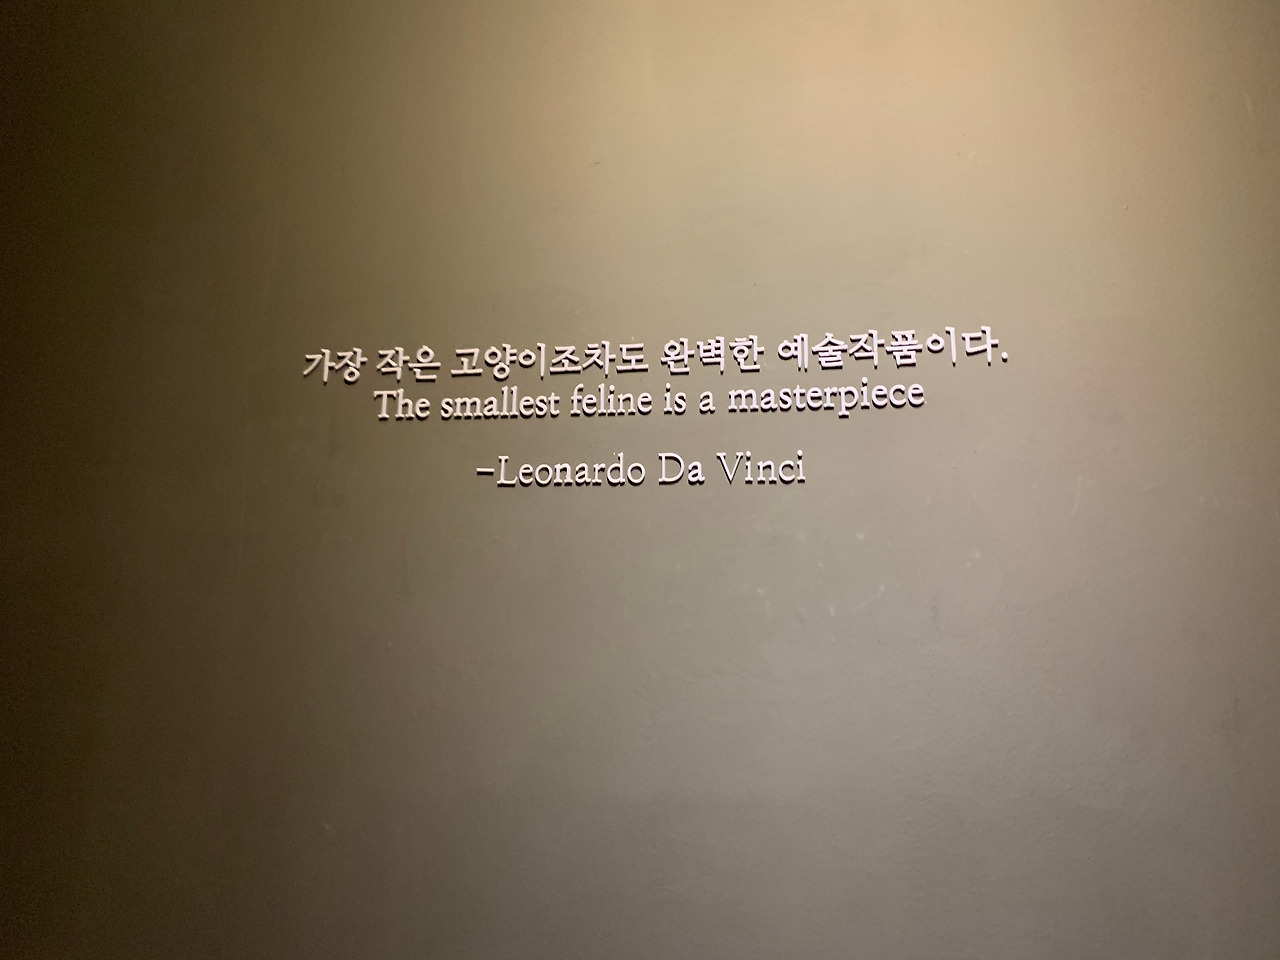 가장 작은 고양이조차도 완벽한 예술작품이다.
The smallest feline is a masterpiece
-Leonardo Da Vinci